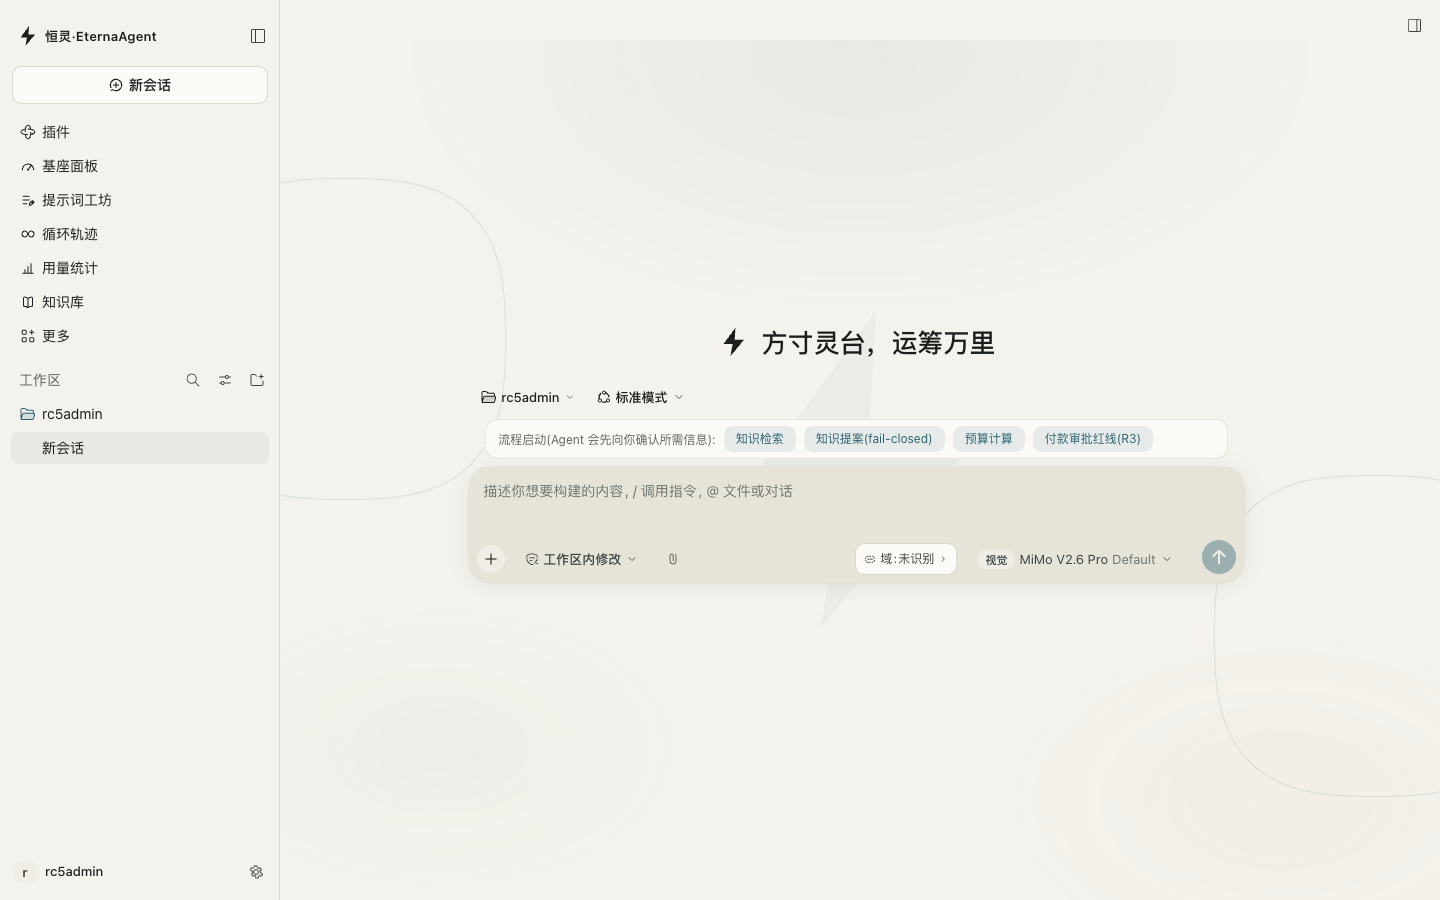 恒灵·EternaAgent
新会话
插件
基座面板
提示词工坊
循环轨迹
用量统计
知识库
更多
工作区
rc5admin
新会话
r rc5admin
方寸灵台，运筹万里
rc5admin 标准模式
流程启动(Agent 会先向你确认所需信息): 知识检索 知识提案(fail-closed) 预算计算 付款审批红线(R3)
描述你想要构建的内容, / 调用指令, @ 文件或对话
工作区内修改 域:未识别 视觉 MiMo V2.6 Pro Default